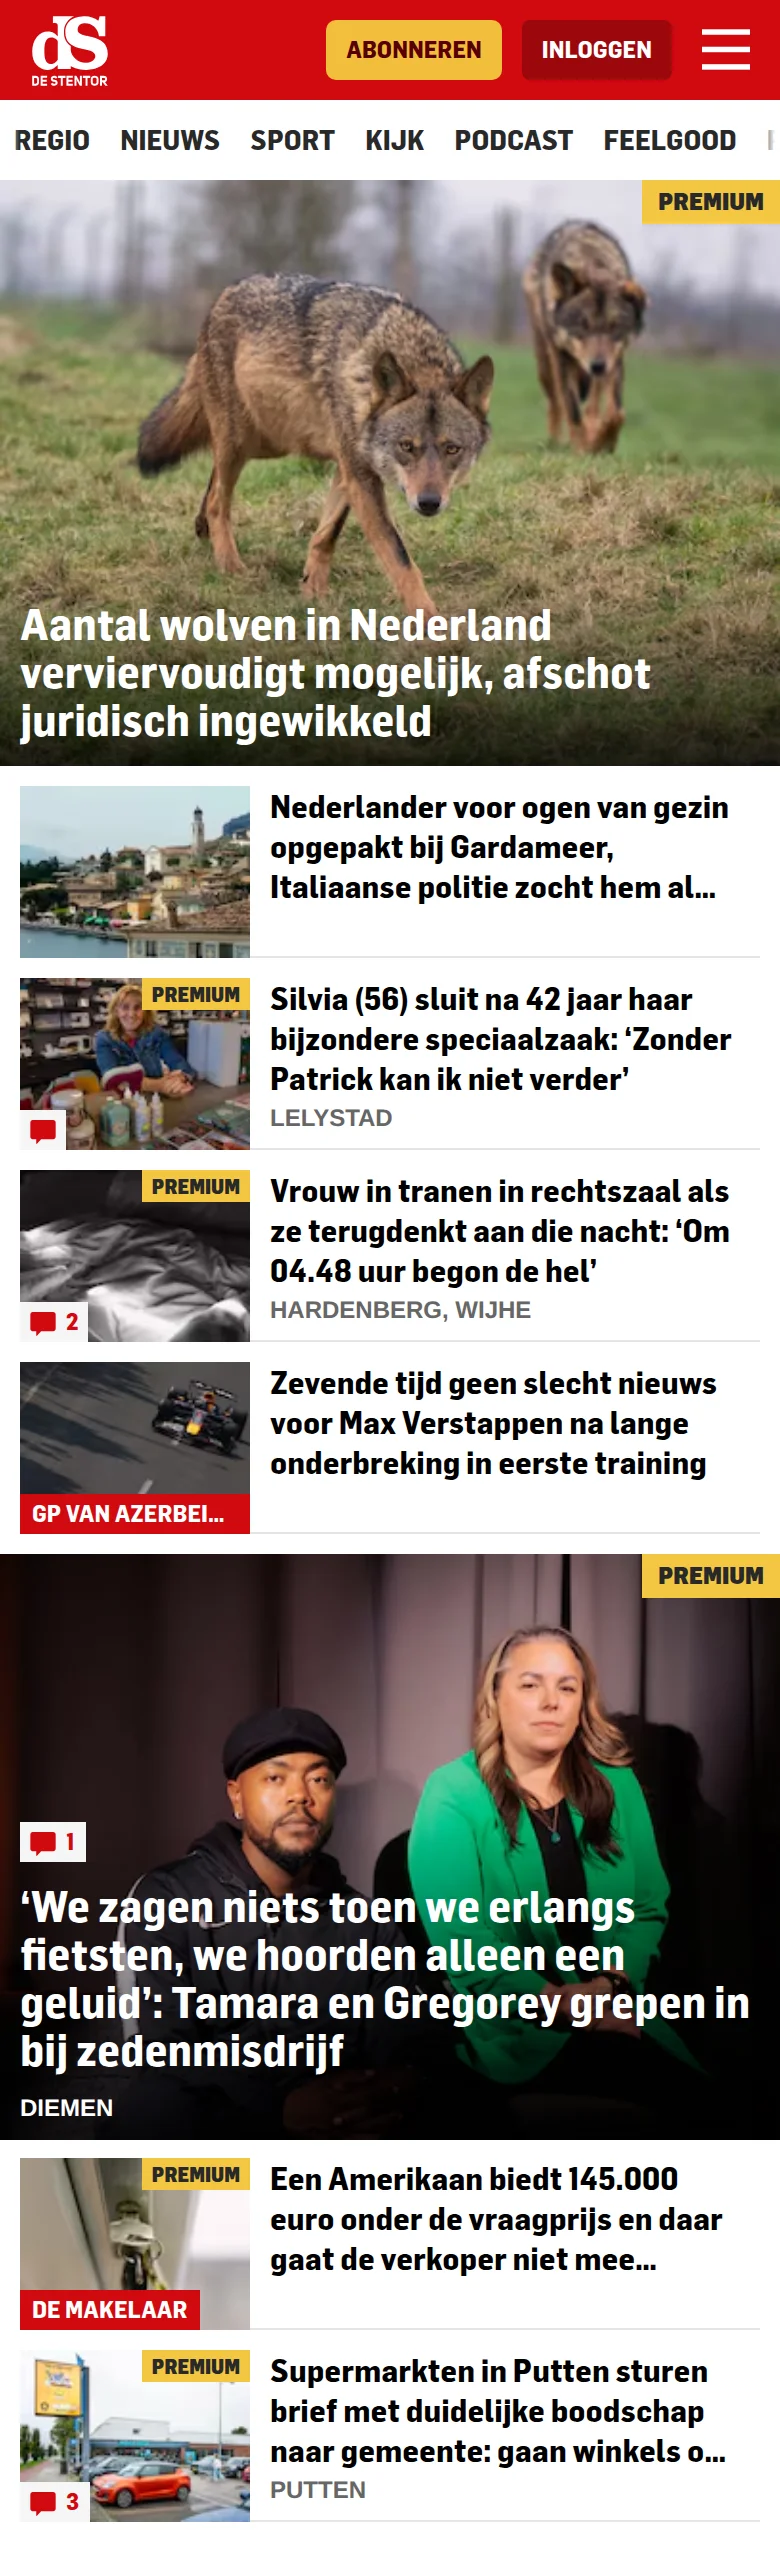 dS
DE STENTOR
ABONNEREN
INLOGGEN
REGIO NIEUWS SPORT KIJK PODCAST FEELGOOD
PREMIUM
Aantal wolven in Nederland
verviervoudigt mogelijk, afschot
juridisch ingewikkeld
Nederlander voor ogen van gezin
opgepakt bij Gardameer,
Italiaanse politie zocht hem al...
PREMIUM
Silvia (56) sluit na 42 jaar haar
bijzondere speciaalzaak: ‘Zonder
Patrick kan ik niet verder’
LELYSTAD
PREMIUM
2
Vrouw in tranen in rechtszaal als
ze terugdenkt aan die nacht: ‘Om
04.48 uur begon de hel’
HARDENBERG, WIJHE
GP VAN AZERBEI...
Zevende tijd geen slecht nieuws
voor Max Verstappen na lange
onderbreking in eerste training
PREMIUM
1
‘We zagen niets toen we erlangs
fietsten, we hoorden alleen een
geluid’: Tamara en Gregorey grepen in
bij zedenmisdrijf
DIEMEN
PREMIUM
DE MAKELAAR
Een Amerikaan biedt 145.000
euro onder de vraagprijs en daar
gaat de verkoper niet mee...
PREMIUM
3
Supermarkten in Putten sturen
brief met duidelijke boodschap
naar gemeente: gaan winkels o...
PUTTEN